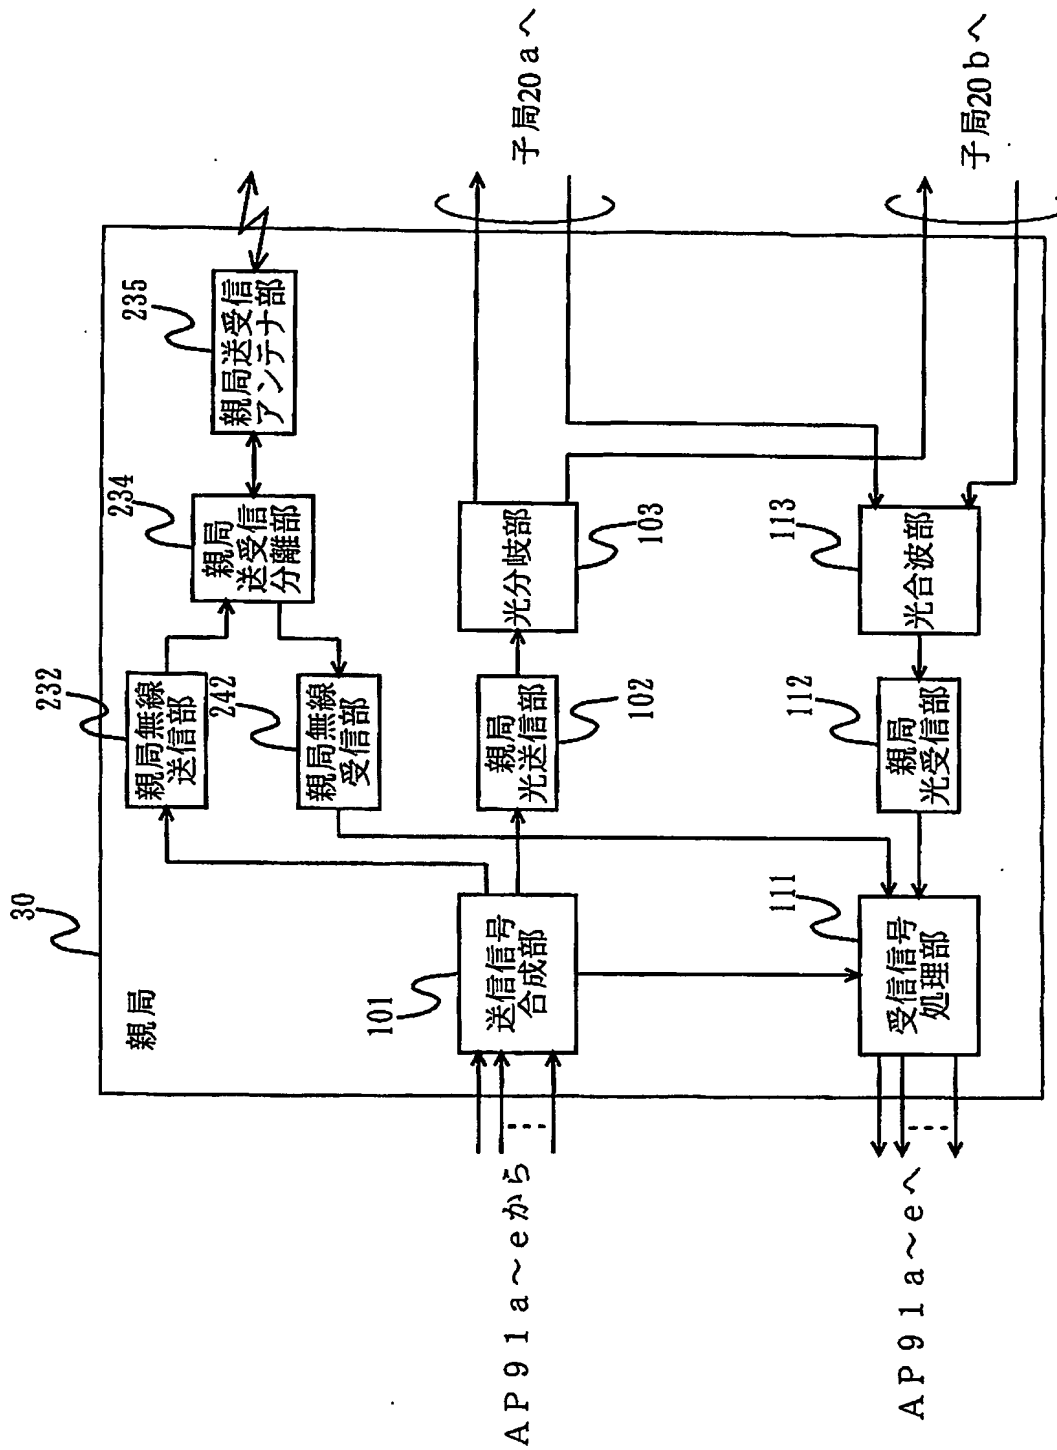 30
親局
232
親局無線
送信部
234
親局
送受信
分離部
235
親局送受信
アンテナ部
242
親局無線
受信部
AP91a～eから
101
送信信号
合成部
親局
光送信部
102
光分岐部
103
子局20aへ
AP91a～eへ
111
受信信号
処理部
112
親局
光受信部
113
光合波部
子局20bへ